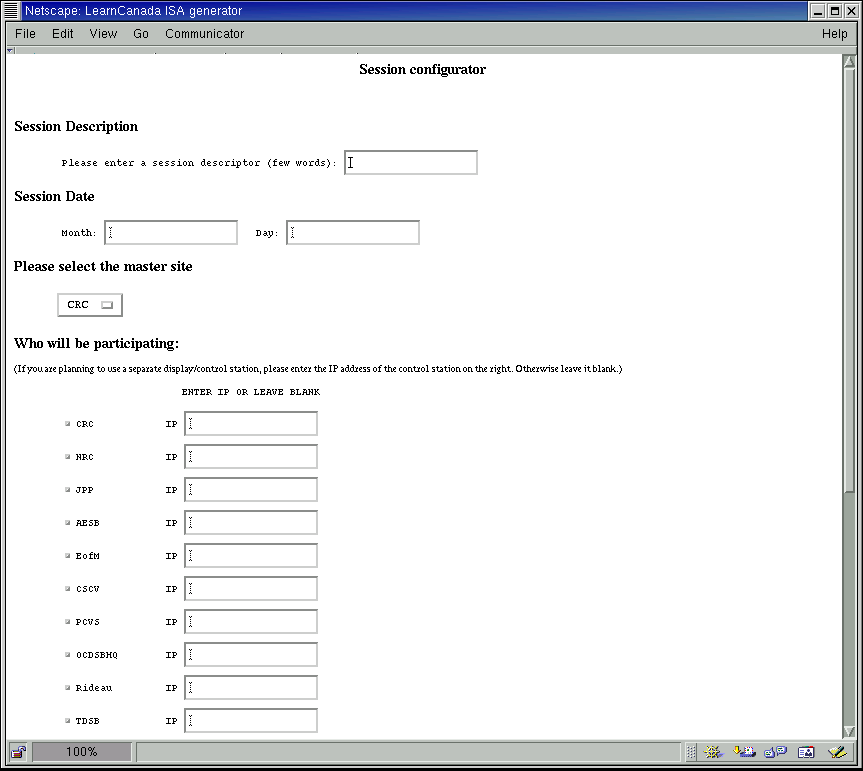 Netscape: LearnCanada ISA generator
File Edit View Go Communicator Help
Session configurator
Session Description
Please enter a session descriptor (few words):
Session Date
Month: Day:
Please select the master site
CRC
Who will be participating:
(If you are planning to use a separate display/control station, please enter the IP address of the control station on the right. Otherwise leave it blank.)
ENTER IP OR LEAVE BLANK
CRC IP
NRC IP
JPP IP
AESB IP
EofM IP
CSCV IP
PCVS IP
OCDSBHQ IP
Rideau IP
TDSB IP
100%